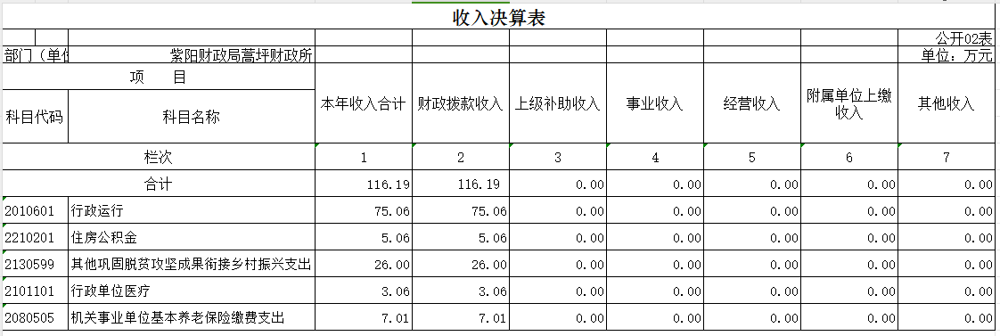 收入决算表
公开02表
部门（单位 紫阳财政局蒿坪财政所 单位：万元
项 目
科目代码 科目名称 本年收入合计 财政拨款收入 上级补助收入 事业收入 经营收入 附属单位上缴收入 其他收入
栏次 1 2 3 4 5 6 7
合计 116.19 116.19 0.00 0.00 0.00 0.00 0.00
2010601 行政运行 75.06 75.06 0.00 0.00 0.00 0.00 0.00
2210201 住房公积金 5.06 5.06 0.00 0.00 0.00 0.00 0.00
2130599 其他巩固脱贫攻坚成果衔接乡村振兴支出 26.00 26.00 0.00 0.00 0.00 0.00 0.00
2101101 行政单位医疗 3.06 3.06 0.00 0.00 0.00 0.00 0.00
2080505 机关事业单位基本养老保险缴费支出 7.01 7.01 0.00 0.00 0.00 0.00 0.00